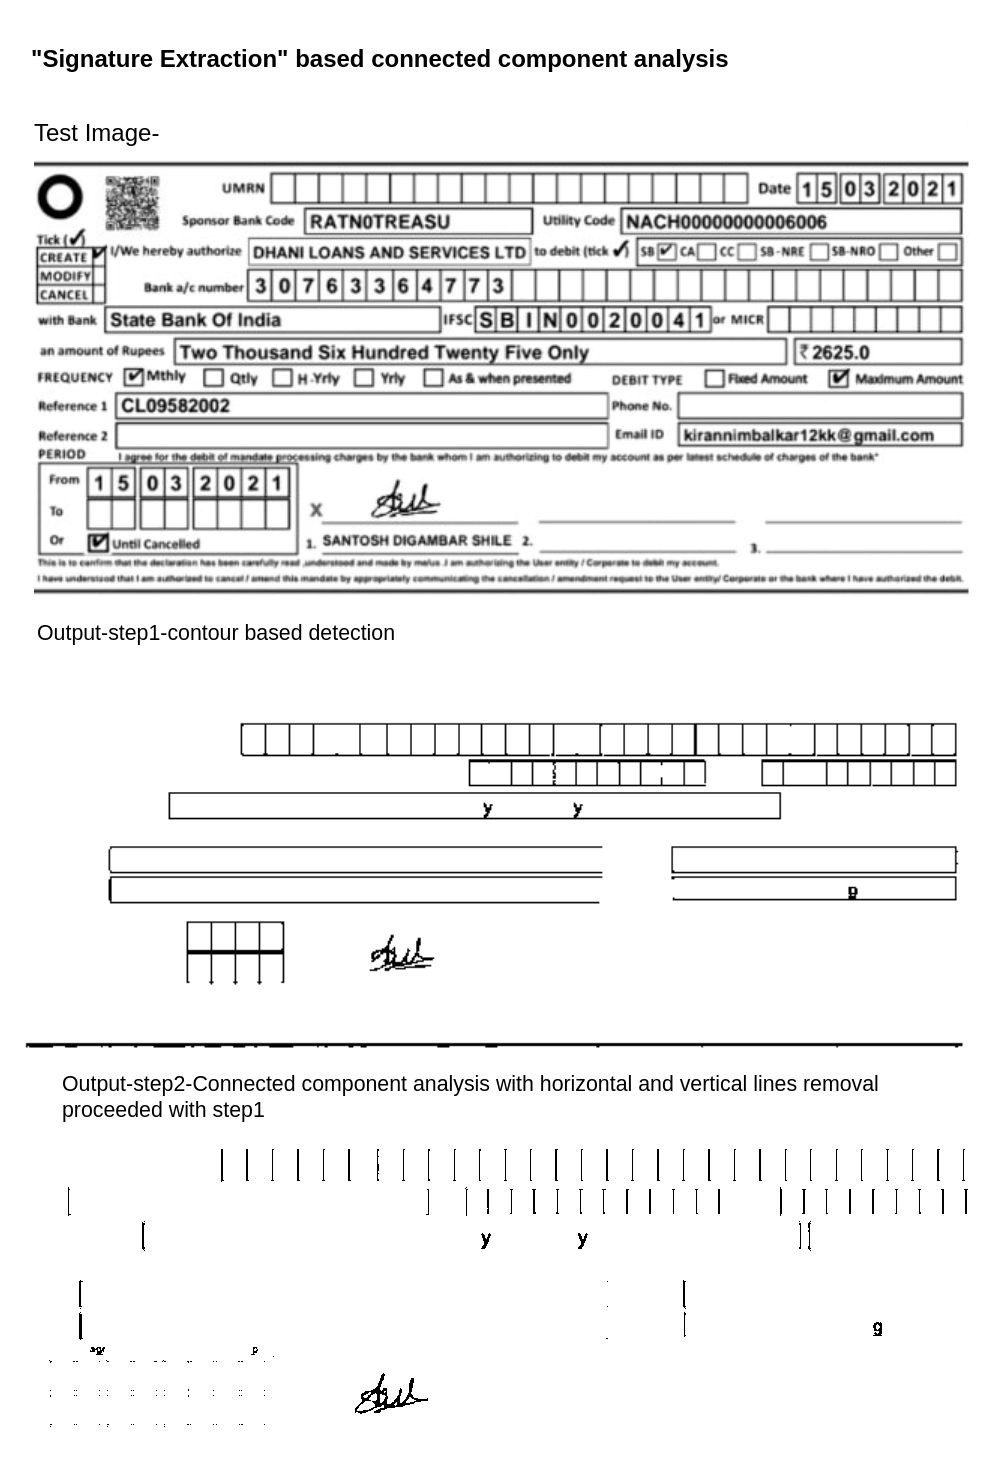 "Signature Extraction" based connected component analysis
Test Image-
UMRN Date 1 5 0 3 2 0 2 1
Sponsor Bank Code RATN0TREASU Utility Code NACH00000000006006
Tick (✓)
CREATE I/We hereby authorize DHANI LOANS AND SERVICES LTD to debit (tick ✓) SB CA CC SB-NRE SB-NRO Other
MODIFY
CANCEL Bank a/c number 3 0 7 6 3 3 6 4 7 7 3
with Bank State Bank Of India IFSC S B I N 0 0 2 0 0 4 1 or MICR
an amount of Rupees Two Thousand Six Hundred Twenty Five Only ₹ 2625.0
FREQUENCY Mthly Qtly H-Yrly Yrly As & when presented DEBIT TYPE Fixed Amount Maximum Amount
Reference 1 CL09582002 Phone No.
Reference 2 Email ID kirannimbalkar12kk@gmail.com
PERIOD I agree for the debit of mandate processing charges by the bank whom I am authorizing to debit my account as per latest schedule of charges of the bank"
From 1 5 0 3 2 0 2 1
To X
Or Until Cancelled 1. SANTOSH DIGAMBAR SHILE 2. 3.
This is to confirm that the declaration has been carefully read ,understood and made by me/us .I am authorizing the User entity / Corporate to debit my account.
I have understood that I am authorized to cancel / amend this mandate by appropriately communicating the cancellation / amendment request to the User entity/ Corporate or the bank where I have authorized the debit.
Output-step1-contour based detection
y y
Output-step2-Connected component analysis with horizontal and vertical lines removal
proceeded with step1
y y
g
p